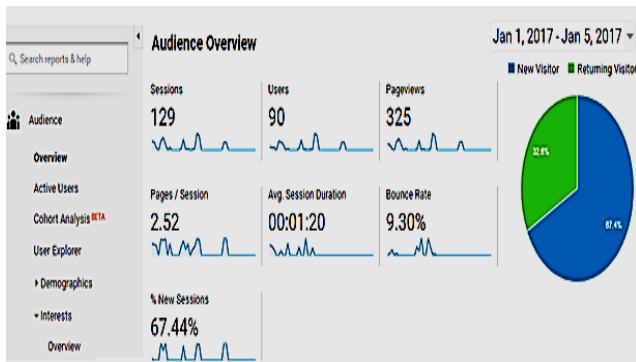 Search reports & help
Audience
Overview
Active Users
Cohort Analysis BETA
User Explorer
Demographics
Interests
Overview
Audience Overview
Jan 1, 2017 - Jan 5, 2017
New Visitor
Returning Visitor
Sessions
129
Users
90
Pageviews
325
Pages / Session
2.52
Avg. Session Duration
00:01:20
Bounce Rate
9.30%
% New Sessions
67.44%
32.6%
67.4%